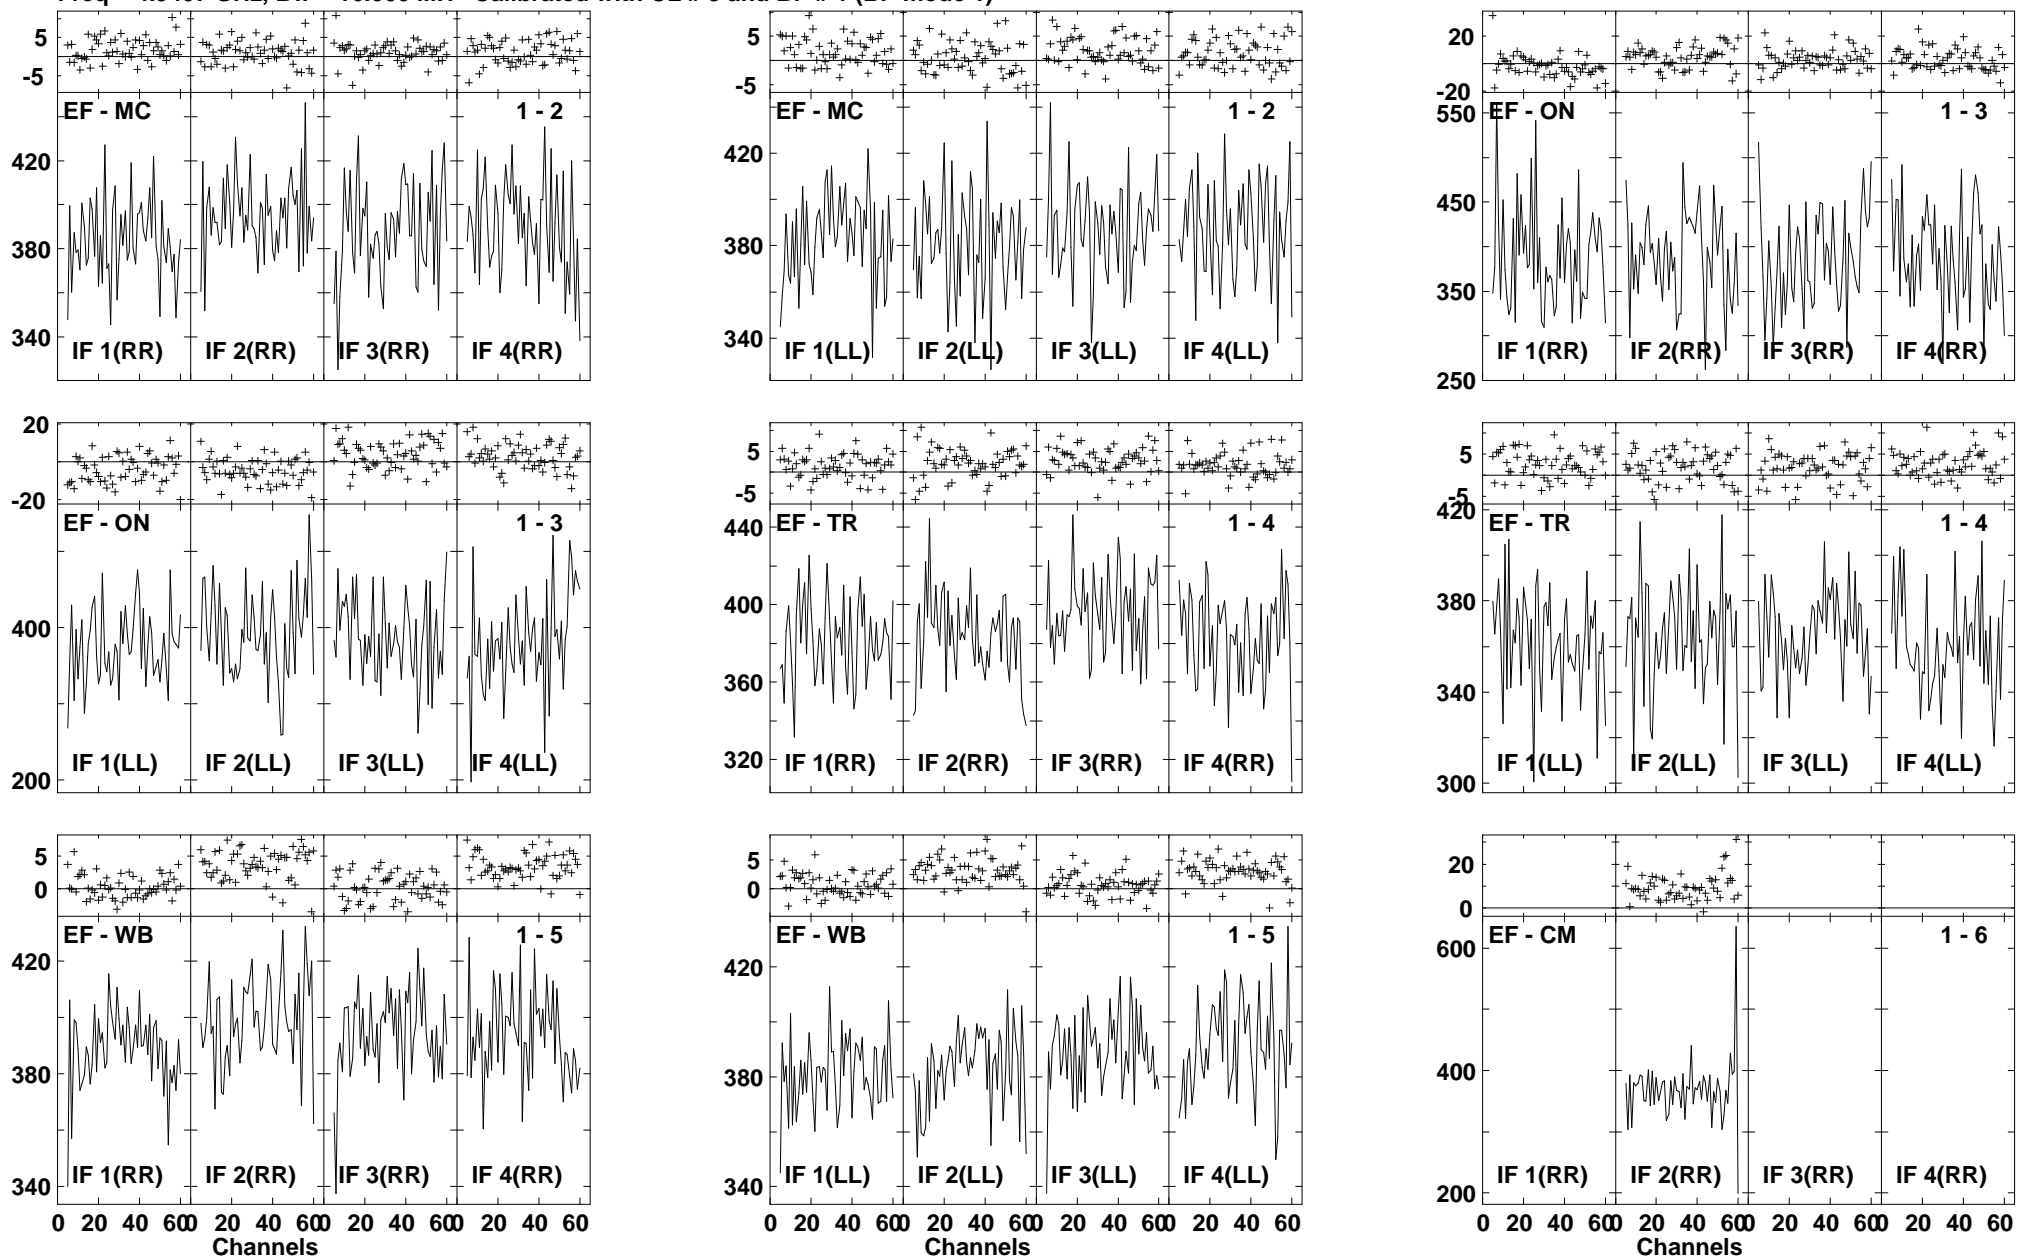 5 5 20
-5 -5 -20
EF - MC 1 - 2 EF - MC 1 - 2 550 EF - ON 1 - 3
420 420 450
380 380 350
340 340 250
IF 1(RR) IF 2(RR) IF 3(RR) IF 4(RR) IF 1(LL) IF 2(LL) IF 3(LL) IF 4(LL) IF 1(RR) IF 2(RR) IF 3(RR) IF 4(RR)
20 5 5
-20 -5 -5
EF - ON 1 - 3 440 EF - TR 1 - 4 420 EF - TR 1 - 4
400 400 380
200 360 340
320 300
IF 1(LL) IF 2(LL) IF 3(LL) IF 4(LL) IF 1(RR) IF 2(RR) IF 3(RR) IF 4(RR) IF 1(LL) IF 2(LL) IF 3(LL) IF 4(LL)
5 5 20
0 0 0
EF - WB 1 - 5 EF - WB 1 - 5 600 EF - CM 1 - 6
420 420 400
380 380 200
340 340
IF 1(RR) IF 2(RR) IF 3(RR) IF 4(RR) IF 1(LL) IF 2(LL) IF 3(LL) IF 4(LL) IF 1(RR) IF 2(RR) IF 3(RR) IF 4(RR)
0 20 40 60 0 20 40 60 0 20 40 60 0 20 40 60 0 20 40 60 0 20 40 60 0 20 40 60 0 20 40 60 0 20 40 60 0 20 40 60 0 20 40 60 0 20 40 60
Channels Channels Channels